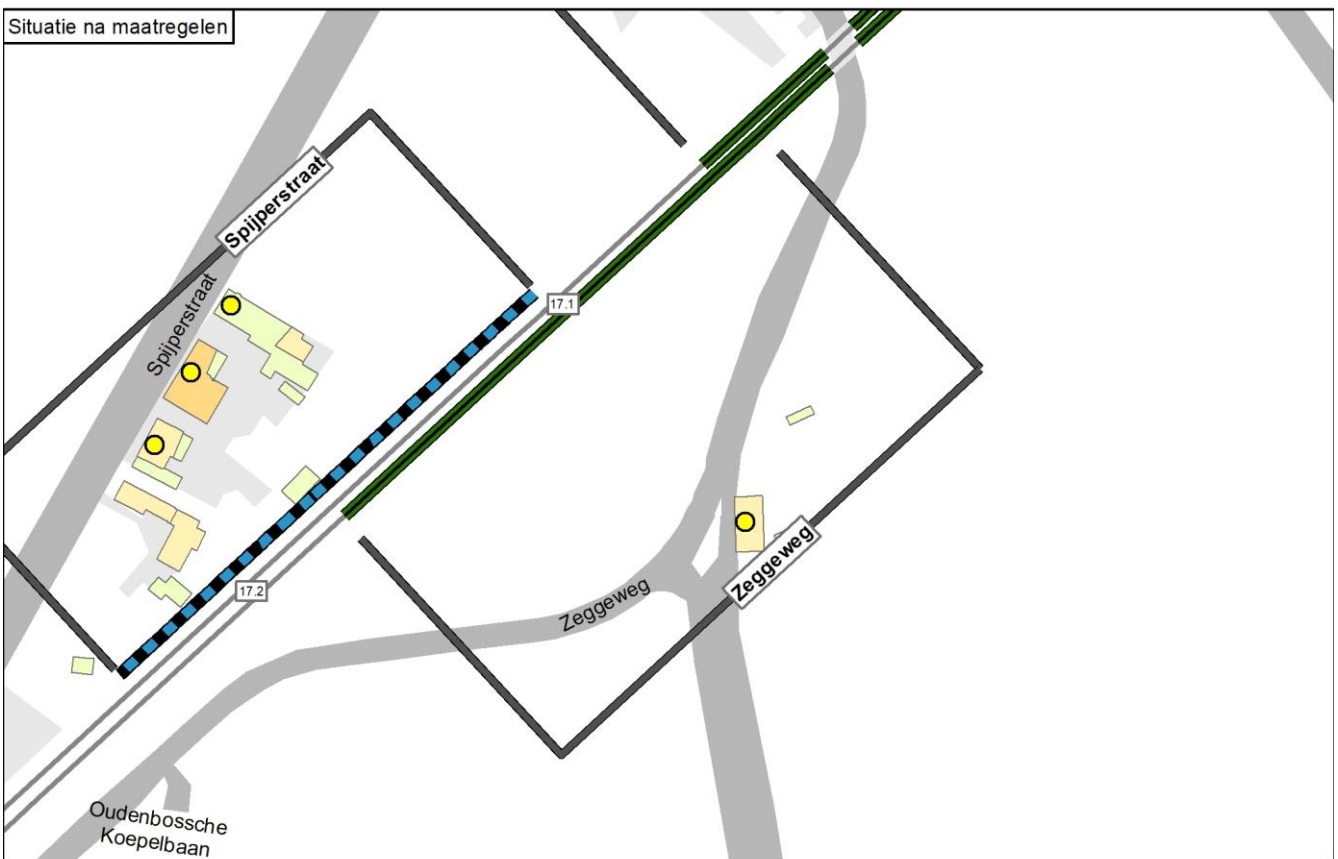 Situatie na maatregelen
Spijperstraat
Spijperstraat
17.1
17.2
Zeggeweg
Zeggeweg
Oudenbossche
Koepelbaan